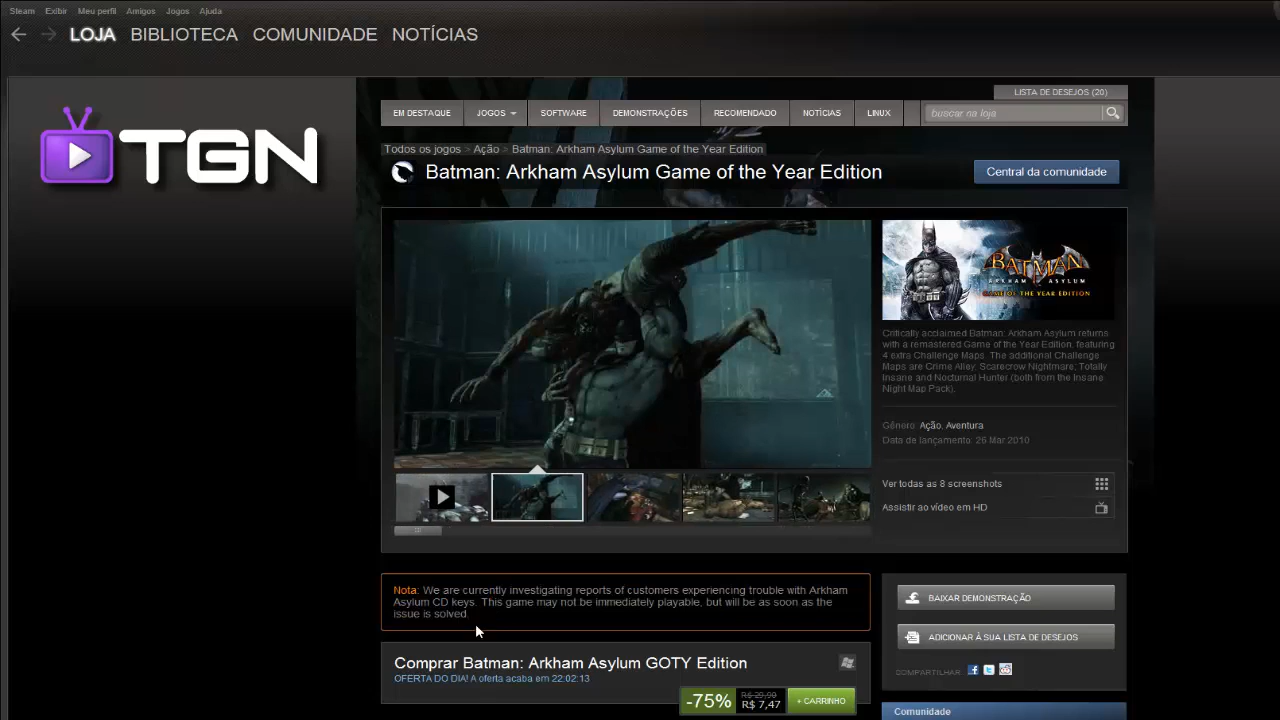 Steam Exibir Meu perfil Amigos Jogos Ajuda
LOJA BIBLIOTECA COMUNIDADE NOTÍCIAS
TGN
LISTA DE DESEJOS (20)
EM DESTAQUE JOGOS SOFTWARE DEMONSTRAÇÕES RECOMENDADO NOTÍCIAS LINUX buscar na loja
Todos os jogos > Ação > Batman: Arkham Asylum Game of the Year Edition
Batman: Arkham Asylum Game of the Year Edition
Central da comunidade
BATMAN
ARKHAM ASYLUM
GAME OF THE YEAR EDITION
Critically acclaimed Batman: Arkham Asylum returns
with a remastered Game of the Year Edition, featuring
4 extra Challenge Maps. The additional Challenge
Maps are Crime Alley; Scarecrow Nightmare; Totally
Insane and Nocturnal Hunter (both from the Insane
Night Map Pack).
Gênero: Ação, Aventura
Data de lançamento: 26 Mar 2010
Ver todas as 8 screenshots
Assistir ao vídeo em HD
Nota: We are currently investigating reports of customers experiencing trouble with Arkham
Asylum CD keys. This game may not be immediately playable, but will be as soon as the
issue is solved.
BAIXAR DEMONSTRAÇÃO
ADICIONAR À SUA LISTA DE DESEJOS
COMPARTILHAR
Comprar Batman: Arkham Asylum GOTY Edition
OFERTA DO DIA! A oferta acaba em 22:02:13
-75% R$ 29,90
R$ 7,47
+ CARRINHO
Comunidade